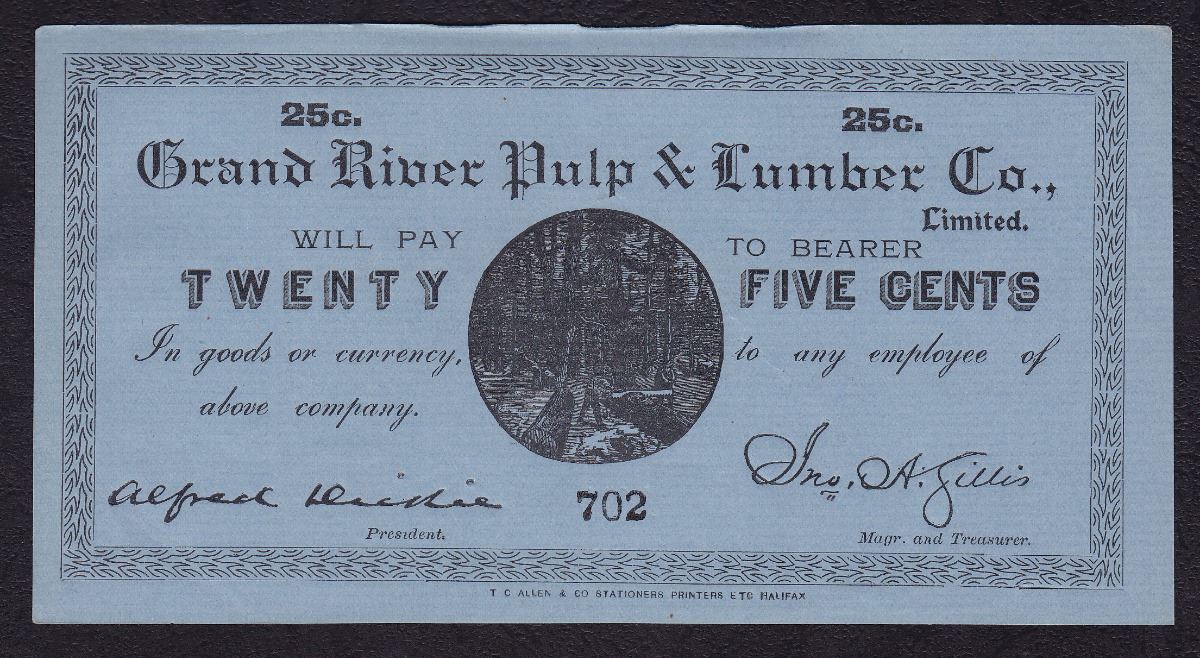 25c. 25c.
Grand River Pulp & Lumber Co.,
Limited.
WILL PAY TO BEARER
TWENTY FIVE CENTS
In goods or currency, to any employee of
above company.
Alfred Dickie 702 Jno. A. Gillis
President. Magr. and Treasurer.
T C ALLEN & CO STATIONERS PRINTERS ETC HALIFAX